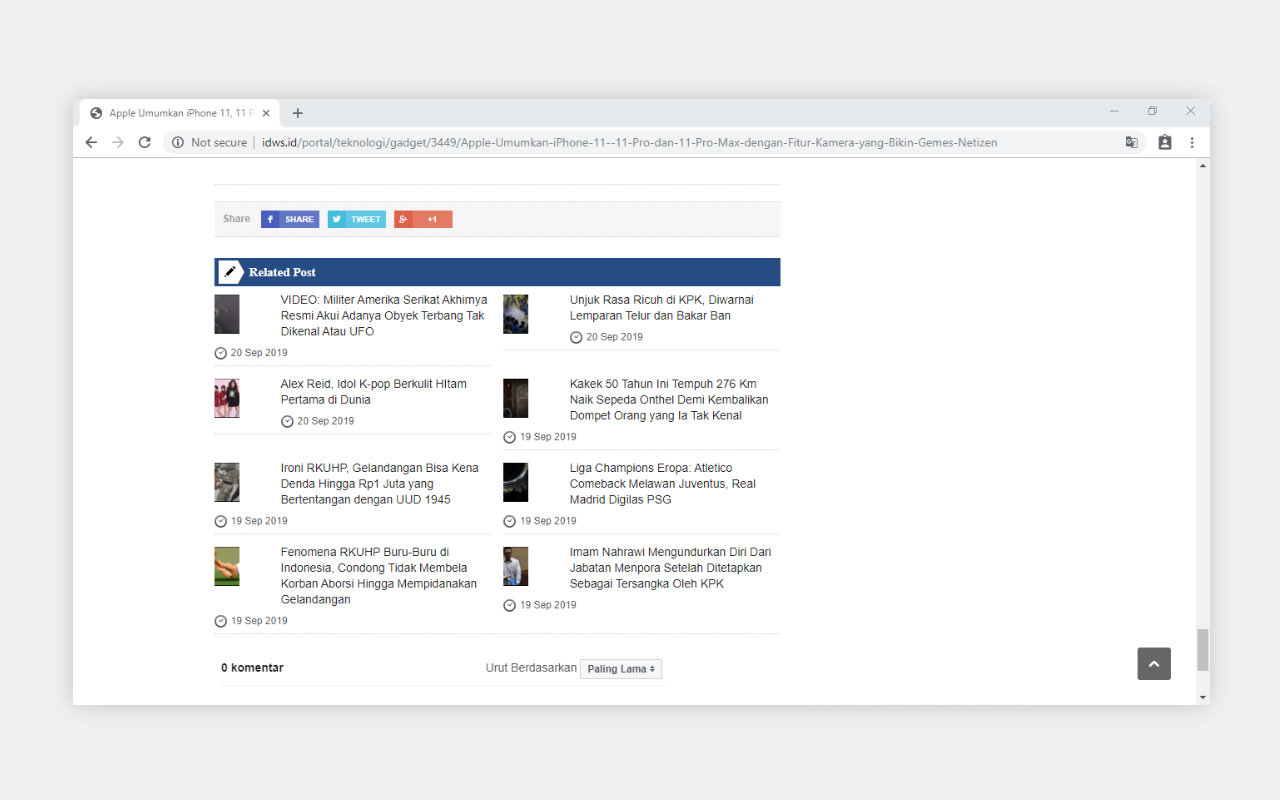 Apple Umumkan iPhone 11, 11
Not secure | idws.id/portal/teknologi/gadget/3449/Apple-Umumkan-iPhone-11--11-Pro-dan-11-Pro-Max-dengan-Fitur-Kamera-yang-Bikin-Gemes-Netizen
Share SHARE TWEET +1
Related Post
VIDEO: Militer Amerika Serikat Akhirnya
Resmi Akui Adanya Obyek Terbang Tak
Dikenal Atau UFO
20 Sep 2019
Unjuk Rasa Ricuh di KPK, Diwarnai
Lemparan Telur dan Bakar Ban
20 Sep 2019
Alex Reid, Idol K-pop Berkulit HItam
Pertama di Dunia
20 Sep 2019
Kakek 50 Tahun Ini Tempuh 276 Km
Naik Sepeda Onthel Demi Kembalikan
Dompet Orang yang Ia Tak Kenal
19 Sep 2019
Ironi RKUHP, Gelandangan Bisa Kena
Denda Hingga Rp1 Juta yang
Bertentangan dengan UUD 1945
19 Sep 2019
Liga Champions Eropa: Atletico
Comeback Melawan Juventus, Real
Madrid Digilas PSG
19 Sep 2019
Fenomena RKUHP Buru-Buru di
Indonesia, Condong Tidak Membela
Korban Aborsi Hingga Mempidanakan
Gelandangan
19 Sep 2019
Imam Nahrawi Mengundurkan Diri Dari
Jabatan Menpora Setelah Ditetapkan
Sebagai Tersangka Oleh KPK
19 Sep 2019
0 komentar
Urut Berdasarkan Paling Lama